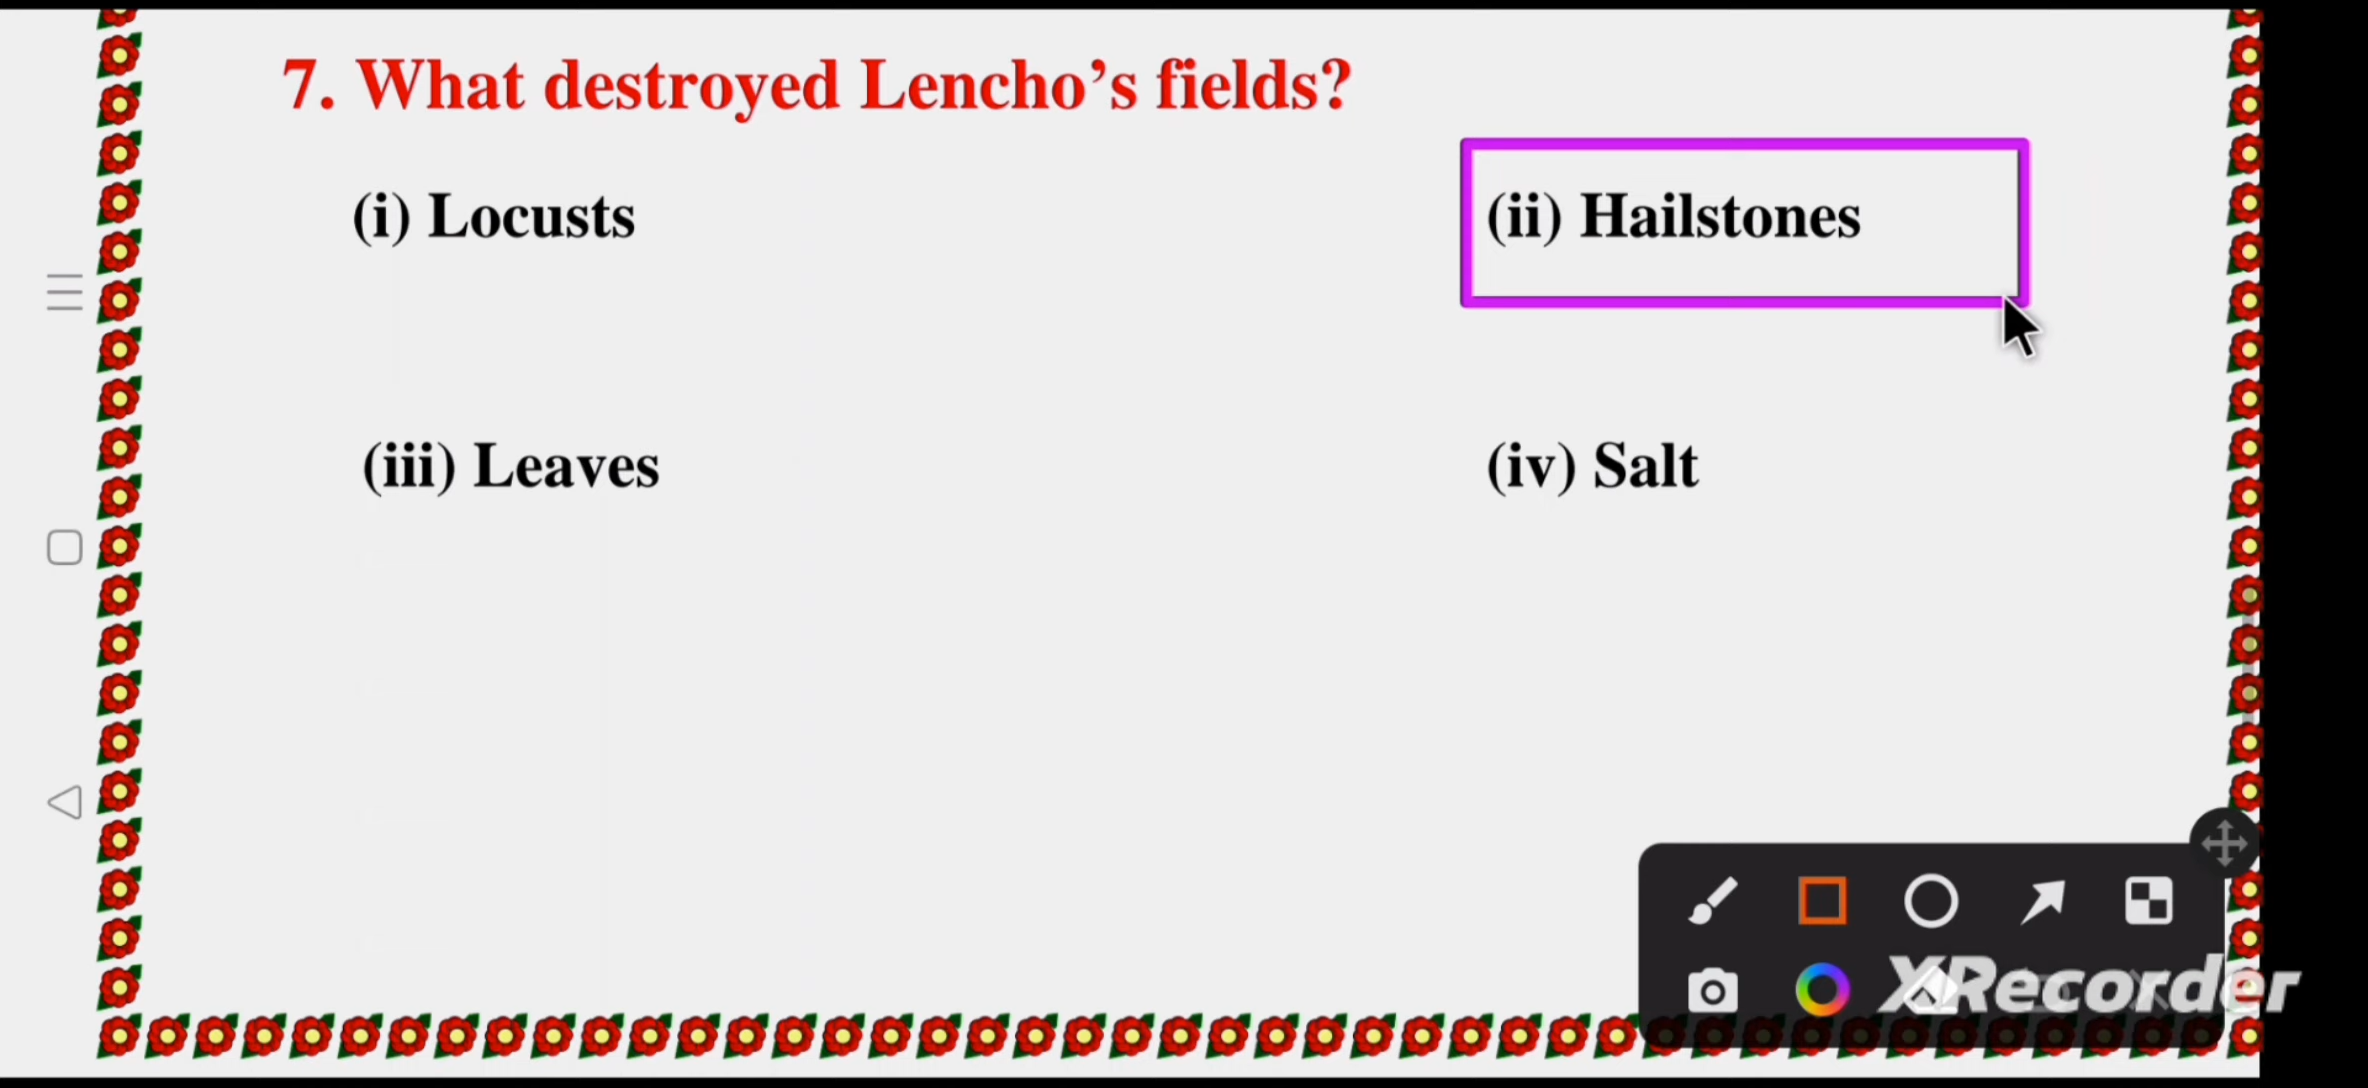 7. What destroyed Lencho’s fields?
(i) Locusts (ii) Hailstones
(iii) Leaves (iv) Salt
XRecorder